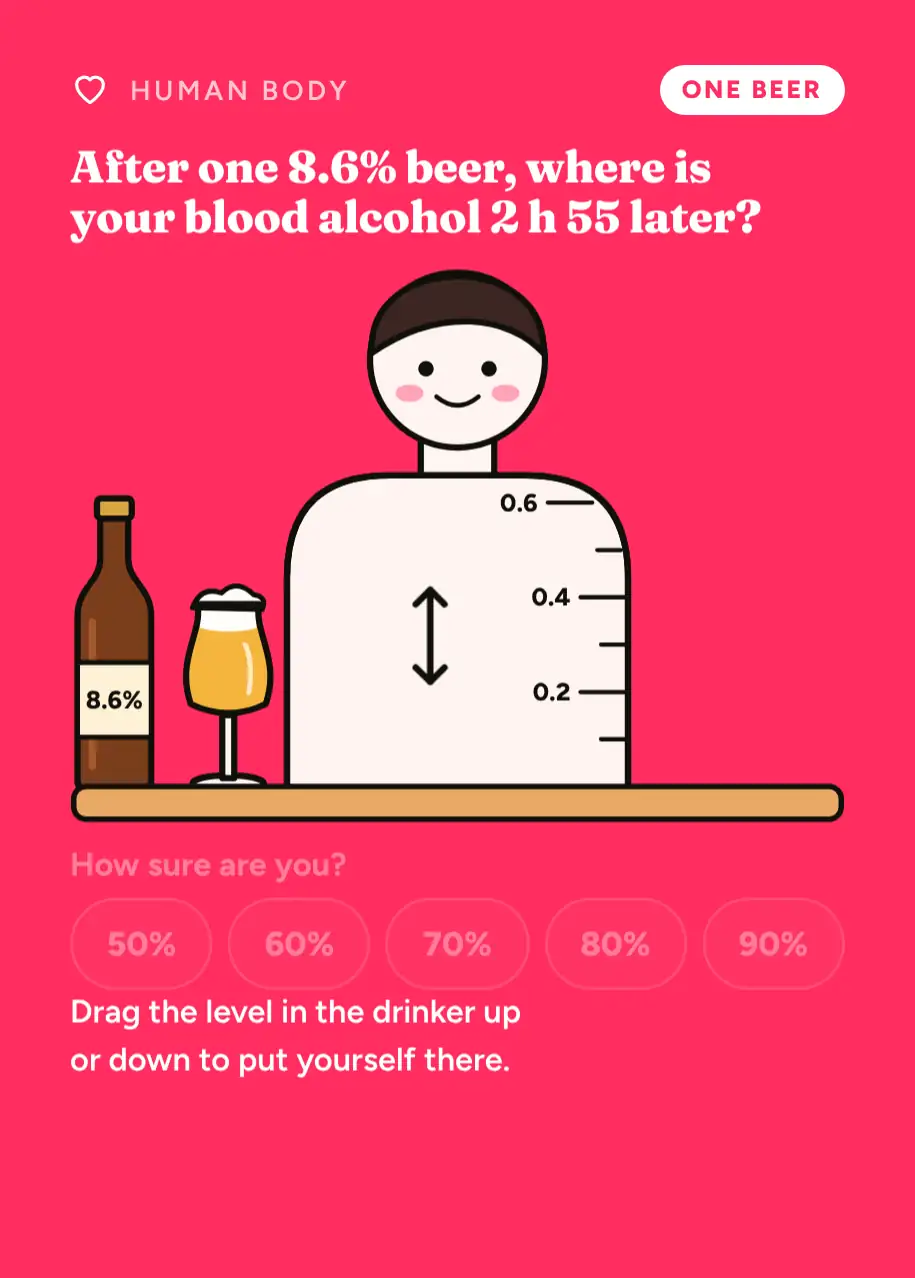 HUMAN BODY
ONE BEER
After one 8.6% beer, where is
your blood alcohol 2 h 55 later?
0.6
0.4
0.2
8.6%
How sure are you?
50% 60% 70% 80% 90%
Drag the level in the drinker up
or down to put yourself there.